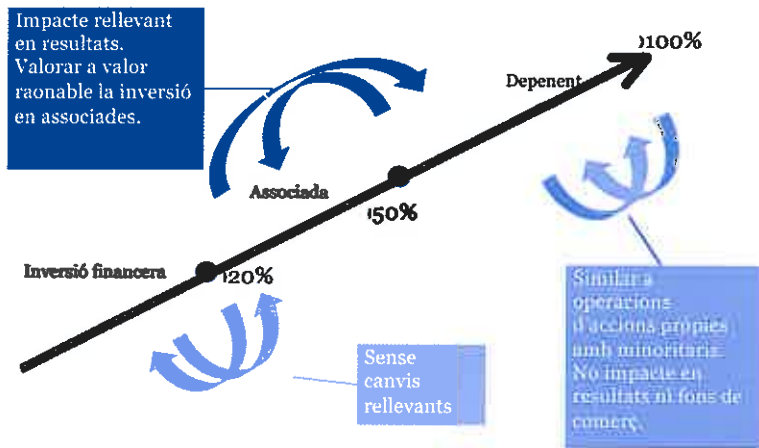 Impacte rellevant
en resultats.
Valorar a valor
raonable la inversió
en associades.
100%
Depenent
Associada
50%
Inversió financera
20%
Sense
canvis
rellevants
Similar a
operacions
d'accions pròpies
amb minoritaris.
No impacte en
resultats ni fons de
comerç.